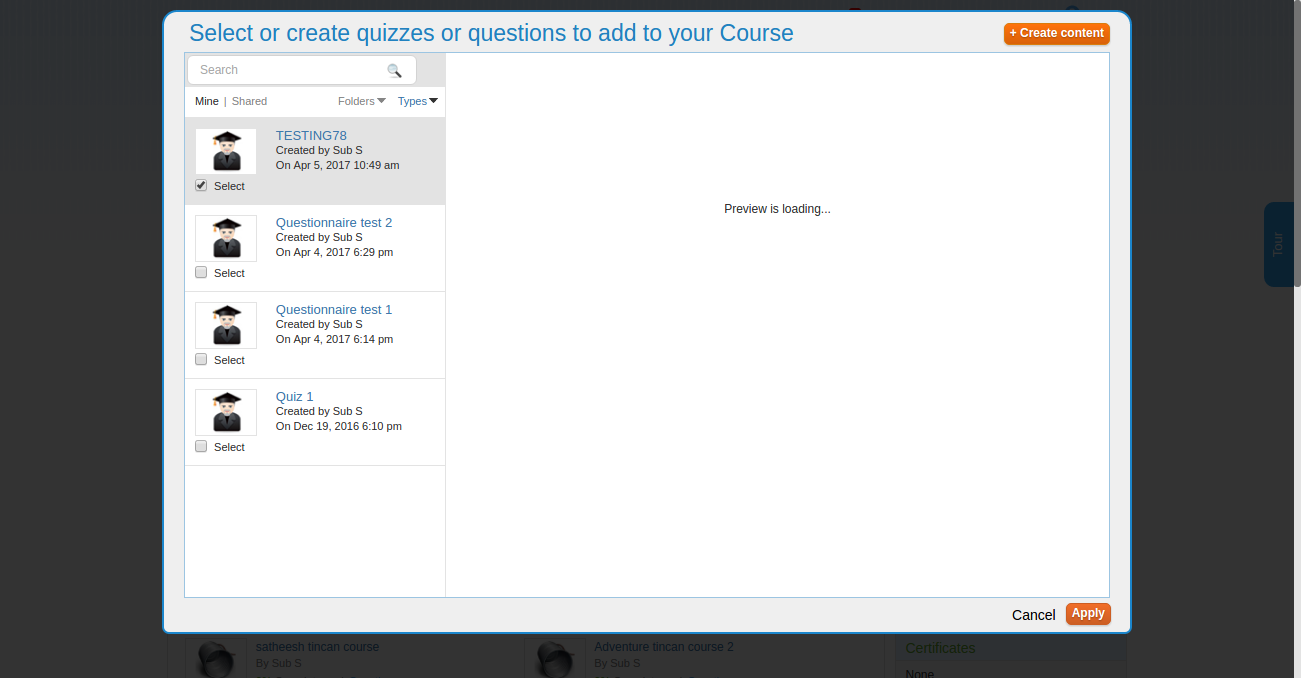 Select or create quizzes or questions to add to your Course
+ Create content
Search
Mine | Shared
Folders
Types
TESTING78
Created by Sub S
On Apr 5, 2017 10:49 am
Select
Preview is loading...
Questionnaire test 2
Created by Sub S
On Apr 4, 2017 6:29 pm
Select
Tour
Questionnaire test 1
Created by Sub S
On Apr 4, 2017 6:14 pm
Select
Quiz 1
Created by Sub S
On Dec 19, 2016 6:10 pm
Select
Cancel
Apply
satheesh tincan course
By Sub S
Adventure tincan course 2
By Sub S
Certificates
None